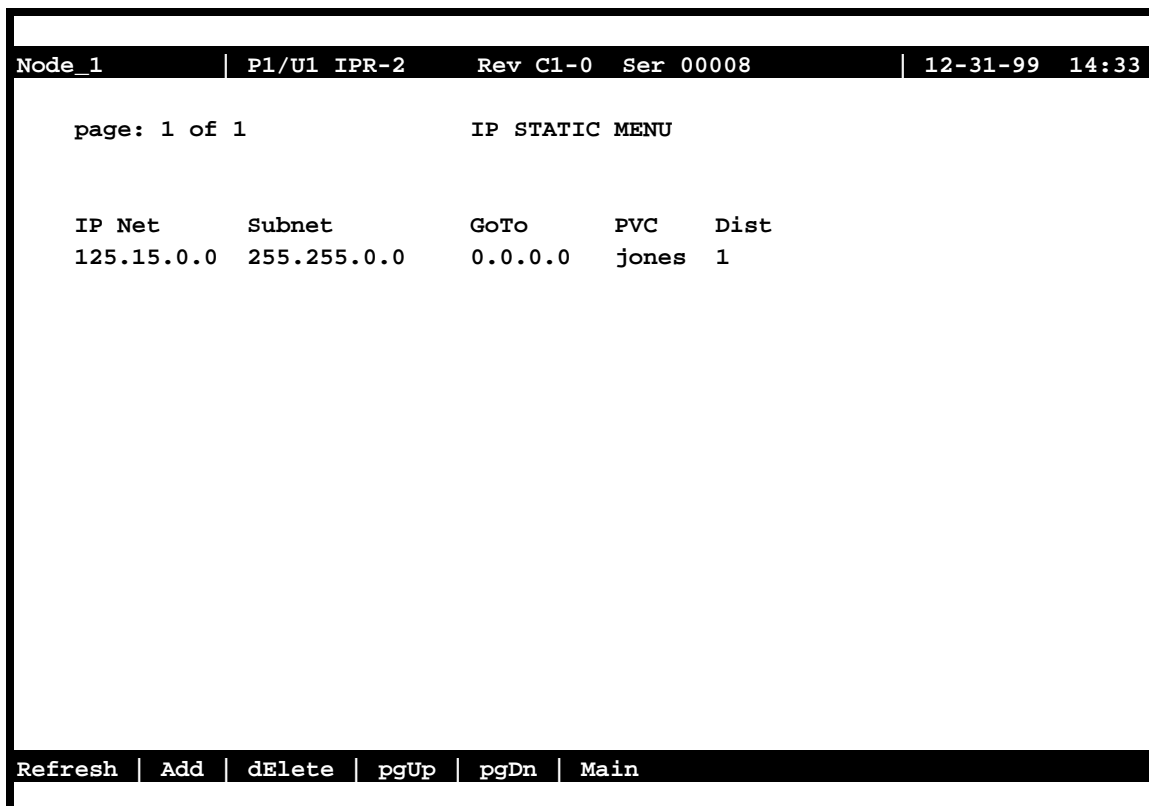 Node_1 | P1/U1 IPR-2 Rev C1-0 Ser 00008 | 12-31-99 14:33
page: 1 of 1 IP STATIC MENU
IP Net Subnet GoTo PVC Dist
125.15.0.0 255.255.0.0 0.0.0.0 jones 1
Refresh | Add | dElete | pgUp | pgDn | Main